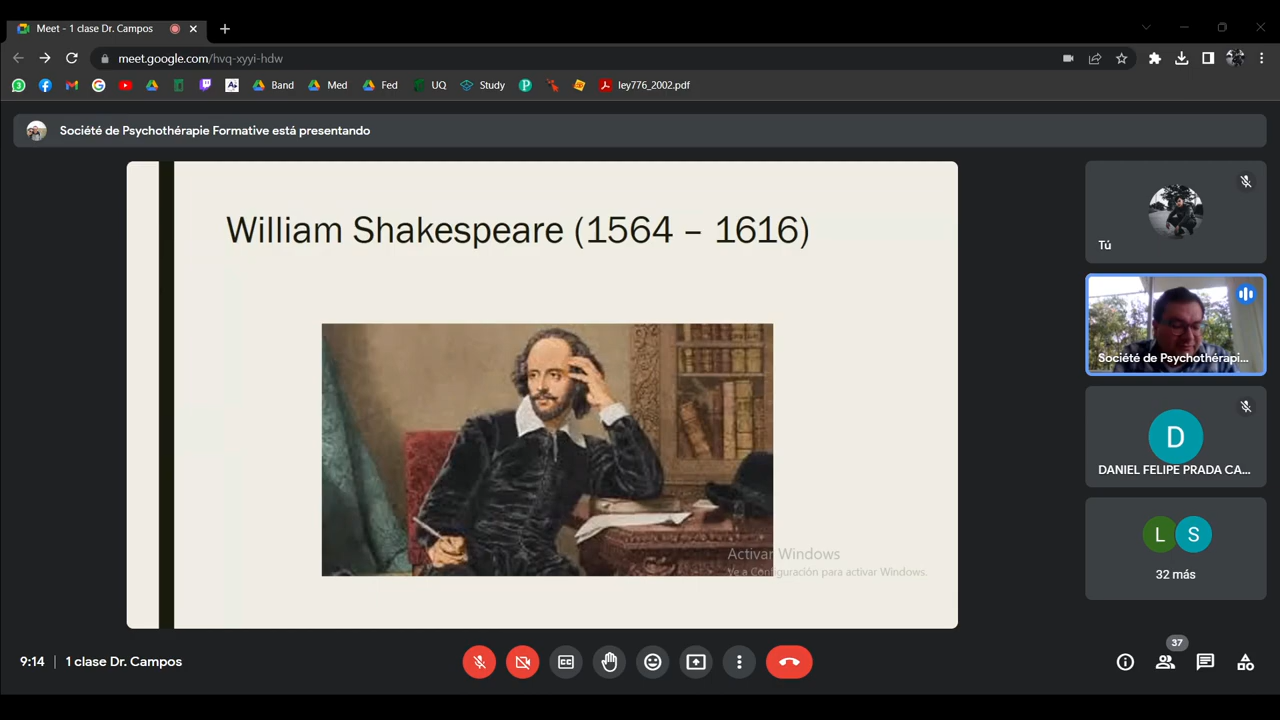 Meet - 1 clase Dr. Campos
meet.google.com/hvq-xyyi-hdw
Band
Med
Fed
UQ
Study
ley776_2002.pdf
Société de Psychothérapie Formative está presentando
William Shakespeare (1564 – 1616)
Tú
Société de Psychothérapi...
D
DANIEL FELIPE PRADA CA...
L
S
32 más
Activar Windows
Ve a Configuración para activar Windows.
9:14
1 clase Dr. Campos
37